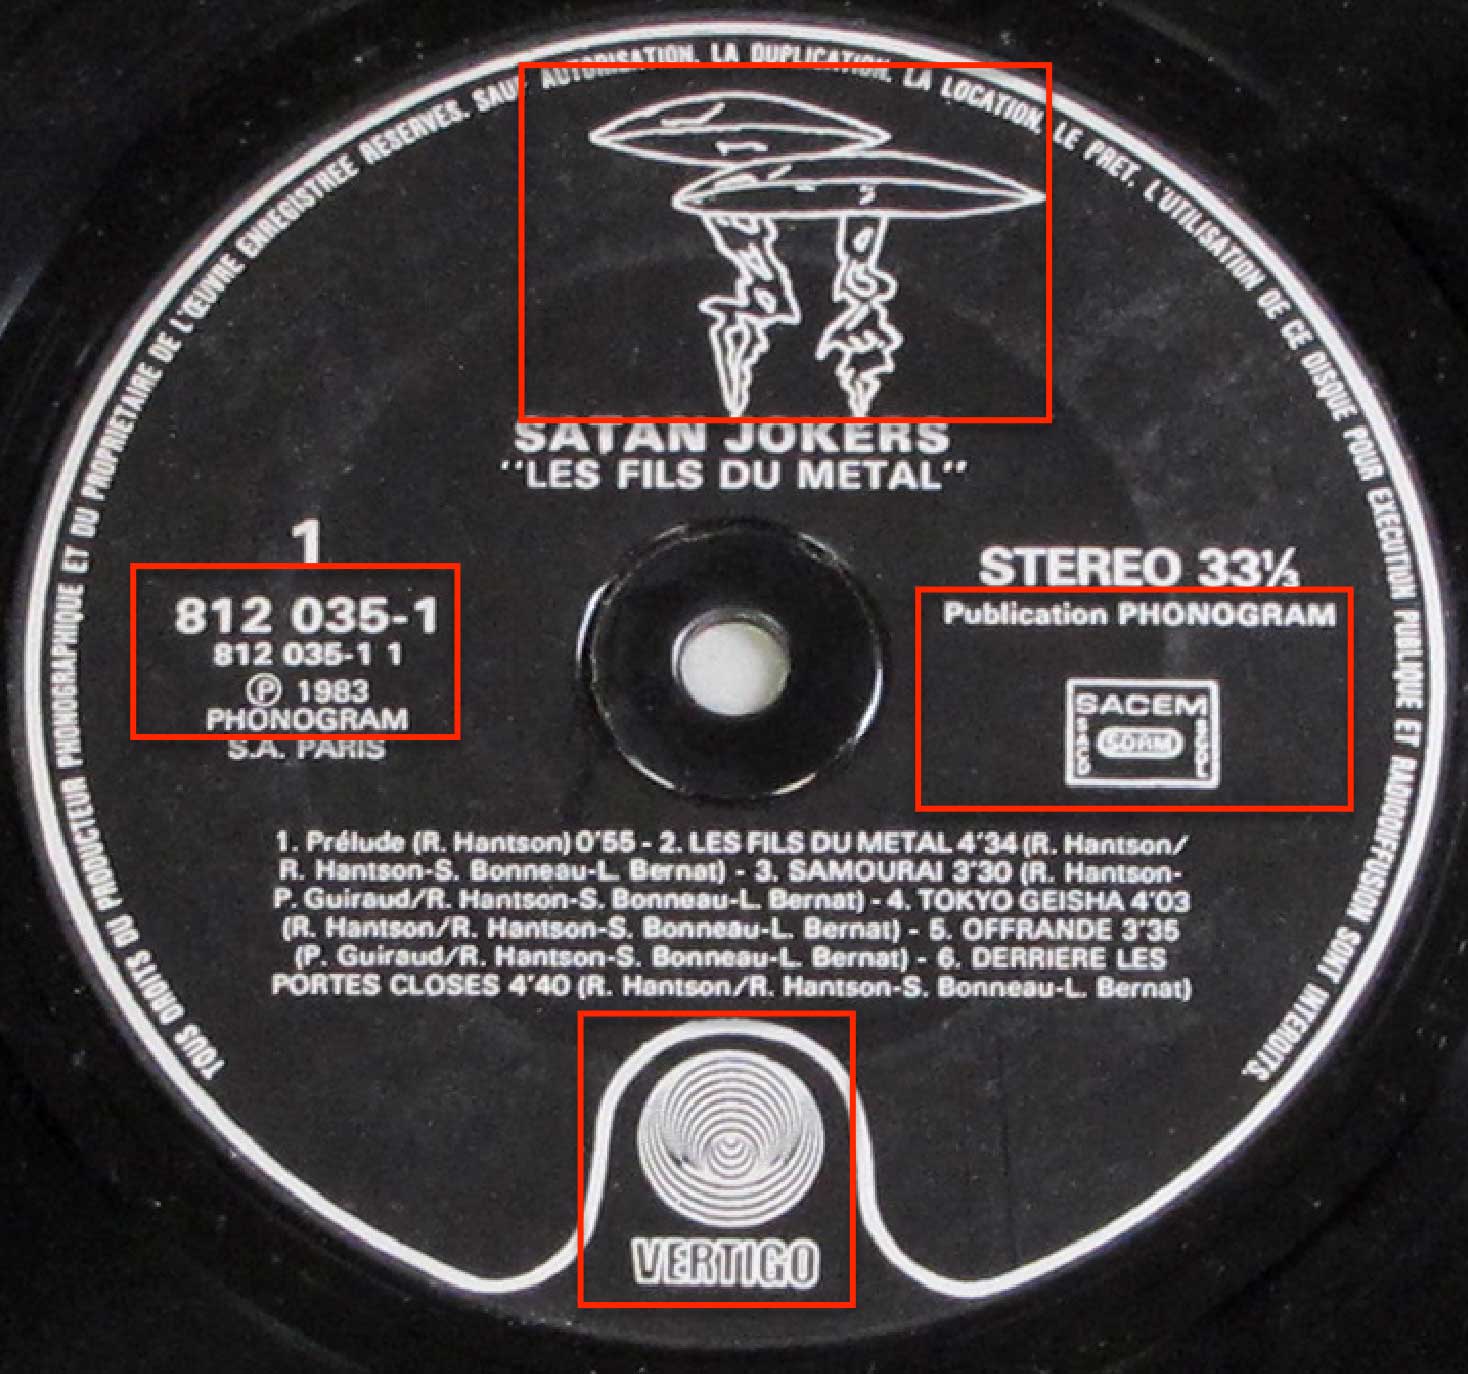 TOUS DROITS DU PRODUCTEUR PHONOGRAPHIQUE ET DU PROPRIETAIRE DE L'ŒUVRE ENREGISTREE RESERVES. SAUF AUTORISATION, LA DUPLICATION, LA LOCATION, LE PRET, L'UTILISATION DE CE DISQUE POUR EXECUTION PUBLIQUE ET RADIODIFFUSION SONT INTERDITS.
SATAN JOKERS
"LES FILS DU METAL"
1
812 035-1
812 035-1 1
Ⓟ 1983
PHONOGRAM
S.A. PARIS
STEREO 33⅓
Publication PHONOGRAM
SACEM
SACD
SDRM
SGDL
1. Prélude (R. Hantson) 0'55 - 2. LES FILS DU METAL 4'34 (R. Hantson/
R. Hantson-S. Bonneau-L. Bernat) - 3. SAMOURAI 3'30 (R. Hantson-
P. Guiraud/R. Hantson-S. Bonneau-L. Bernat) - 4. TOKYO GEISHA 4'03
(R. Hantson/R. Hantson-S. Bonneau-L. Bernat) - 5. OFFRANDE 3'35
(P. Guiraud/R. Hantson-S. Bonneau-L. Bernat) - 6. DERRIERE LES
PORTES CLOSES 4'40 (R. Hantson/R. Hantson-S. Bonneau-L. Bernat)
VERTIGO